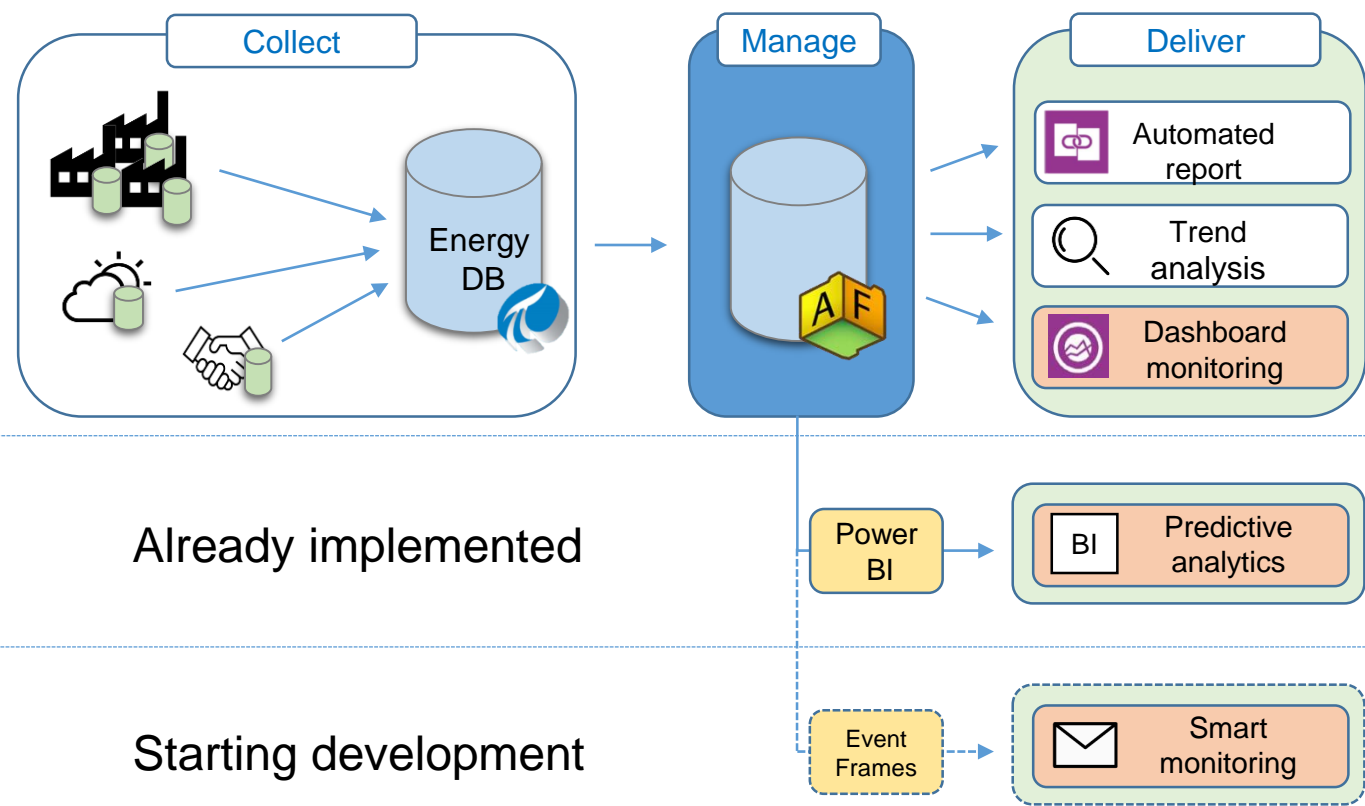 Collect
Manage
Deliver
Energy
DB
A F
Automated
report
Trend
analysis
Dashboard
monitoring
Already implemented
Power
BI
BI
Predictive
analytics
Starting development
Event
Frames
Smart
monitoring